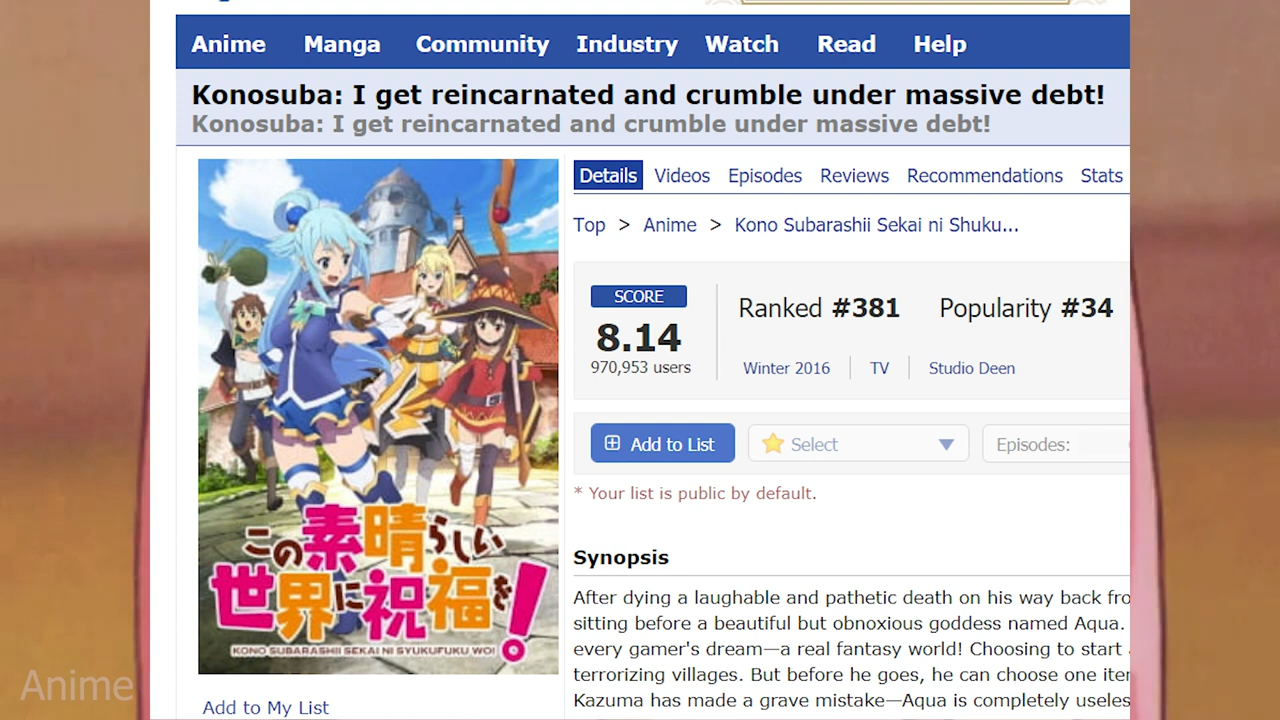 Anime Manga Community Industry Watch Read Help
Konosuba: I get reincarnated and crumble under massive debt!
Konosuba: I get reincarnated and crumble under massive debt!
Details Videos Episodes Reviews Recommendations Stats
Top > Anime > Kono Subarashii Sekai ni Shuku...
SCORE
8.14
970,953 users
Ranked #381 Popularity #34
Winter 2016 TV Studio Deen
Add to List Select Episodes:
* Your list is public by default.
この素晴らしい
世界に祝福を!
KONO SUBARASHII SEKAI NI SYUKUFUKU WO!
Add to My List
Synopsis
After dying a laughable and pathetic death on his way back
sitting before a beautiful but obnoxious goddess named Aqua.
every gamer's dream—a real fantasy world! Choosing to start
terrorizing villages. But before he goes, he can choose one
Kazuma has made a grave mistake—Aqua is completely
Anime